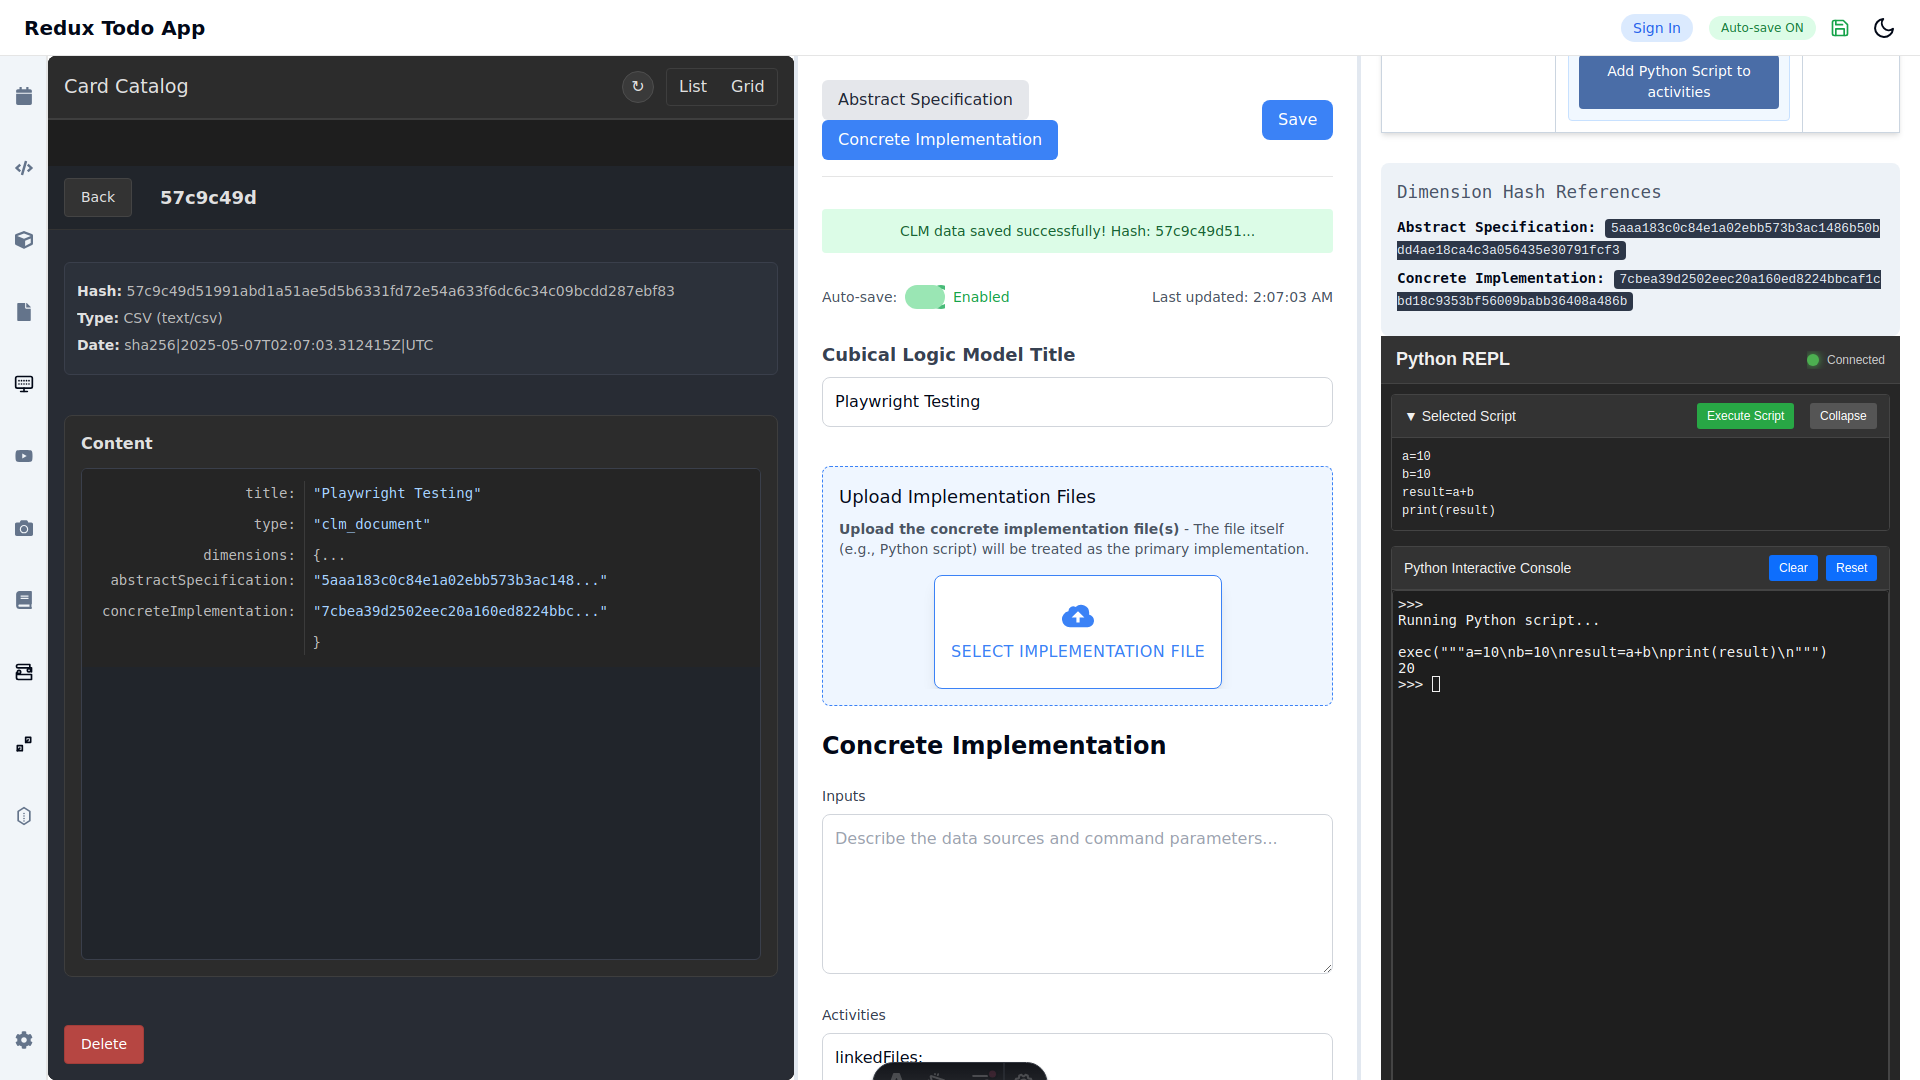 Redux Todo App
Sign In
Auto-save ON
Card Catalog
↻
List
Grid
Back
57c9c49d
Hash: 57c9c49d51991abd1a51ae5d5b6331fd72e54a633f6dc6c34c09bcdd287ebf83
Type: CSV (text/csv)
Date: sha256|2025-05-07T02:07:03.312415Z|UTC
Content
title: "Playwright Testing"
type: "clm_document"
dimensions: {...
abstractSpecification: "5aaa183c0c84e1a02ebb573b3ac148..."
concreteImplementation: "7cbea39d2502eec20a160ed8224bbc..."
}
Delete
Abstract Specification
Concrete Implementation
Save
CLM data saved successfully! Hash: 57c9c49d51...
Auto-save:
Enabled
Last updated: 2:07:03 AM
Cubical Logic Model Title
Playwright Testing
Upload Implementation Files
Upload the concrete implementation file(s) - The file itself
(e.g., Python script) will be treated as the primary implementation.
SELECT IMPLEMENTATION FILE
Concrete Implementation
Inputs
Describe the data sources and command parameters...
Activities
linkedFiles:
Add Python Script to
activities
Dimension Hash References
Abstract Specification: 5aaa183c0c84e1a02ebb573b3ac1486b50b
dd4ae18ca4c3a056435e30791fcf3
Concrete Implementation: 7cbea39d2502eec20a160ed8224bbcaf1c
bd18c9353bf56009babb36408a486b
Python REPL
Connected
▼ Selected Script
Execute Script
Collapse
a=10
b=10
result=a+b
print(result)
Python Interactive Console
Clear
Reset
>>>
Running Python script...
exec("""a=10\nb=10\nresult=a+b\nprint(result)\n""")
20
>>>